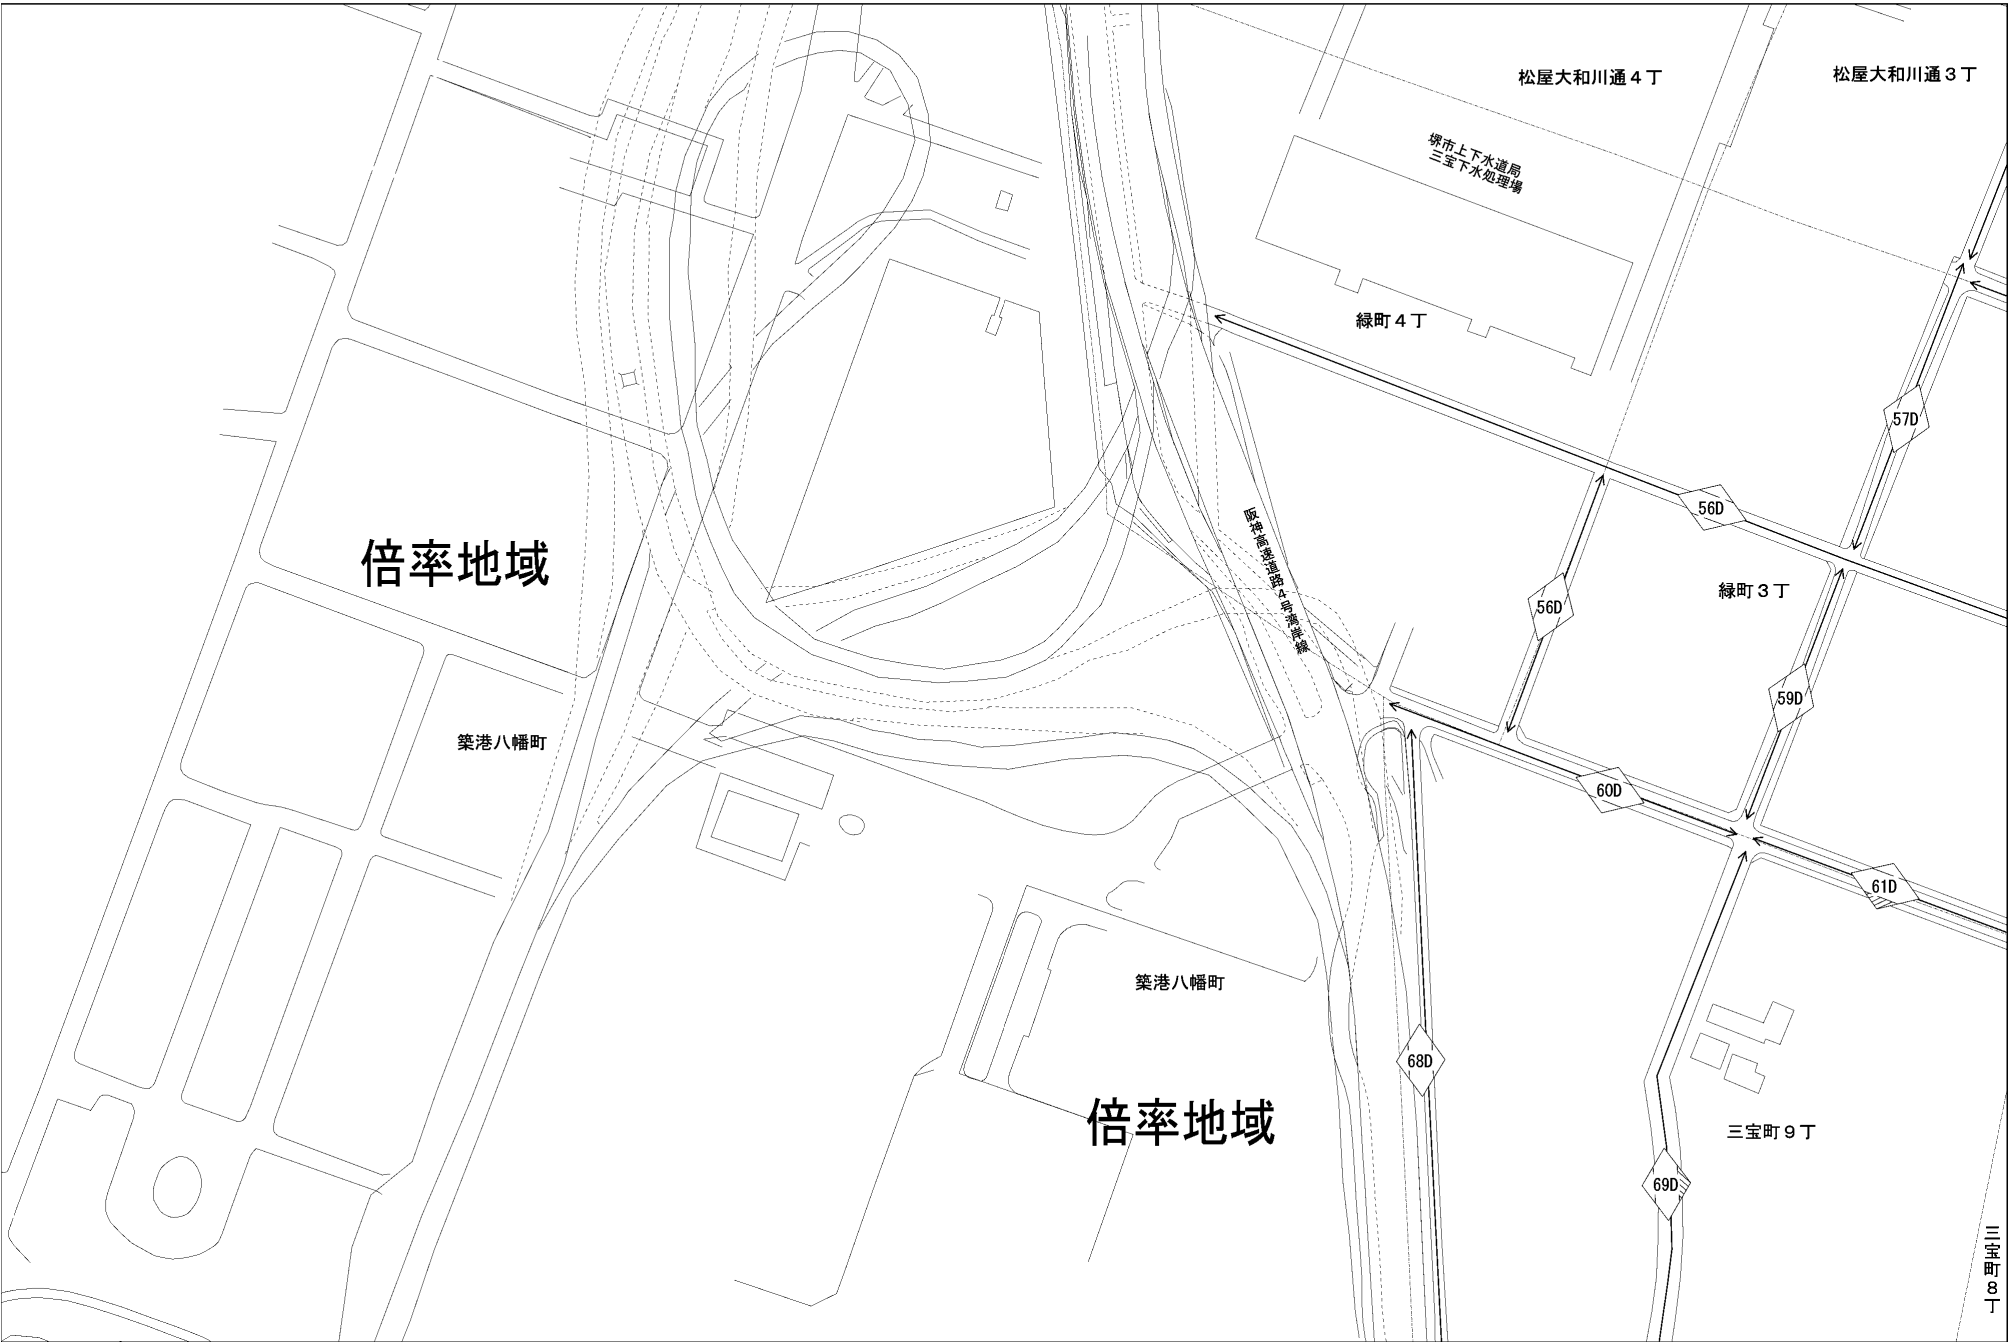 松屋大和川通４丁
松屋大和川通３丁
堺市上下水道局
三宝下水処理場
緑町４丁
57D
56D
阪神高速道路4号湾岸線
倍率地域
緑町３丁
56D
59D
築港八幡町
60D
61D
築港八幡町
68D
倍率地域
三宝町９丁
69D
三宝町８丁